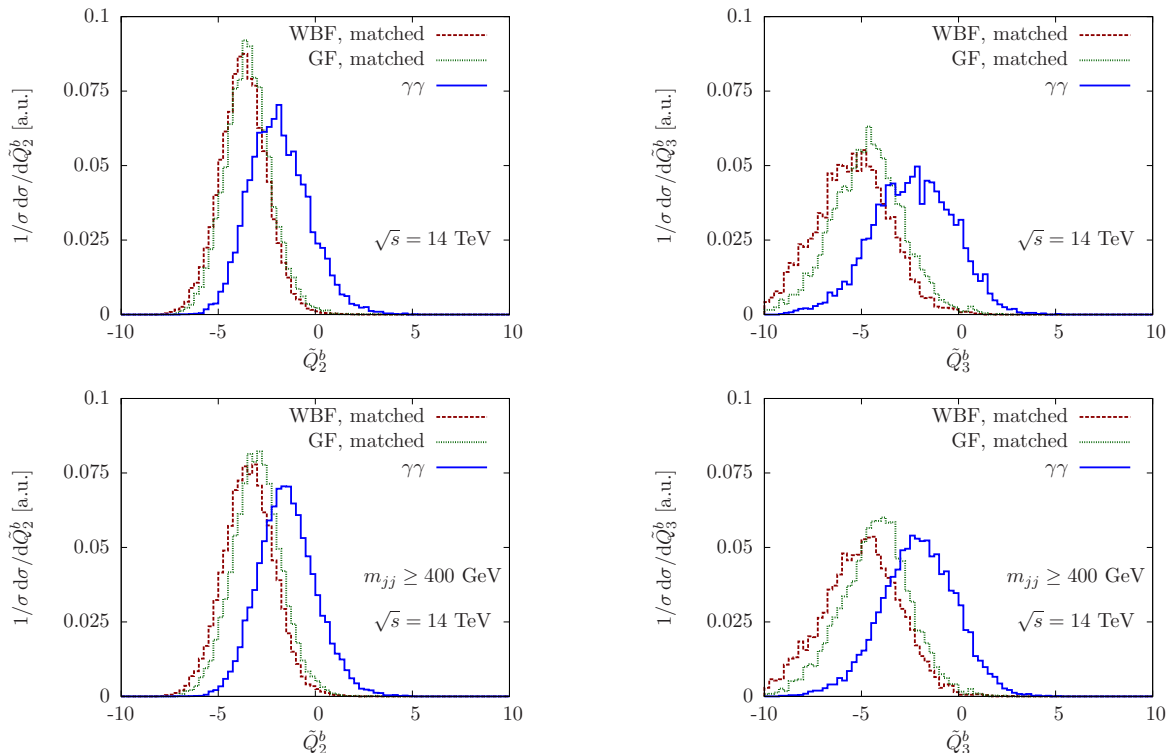 0.1
0.075
0.05
0.025
0
-10
-5
0
5
10
1/σ dσ/dQ̃₂ᵇ [a.u.]
Q̃₂ᵇ
WBF, matched
GF, matched
γγ
√s = 14 TeV
0.1
0.075
0.05
0.025
0
-10
-5
0
5
10
1/σ dσ/dQ̃₃ᵇ [a.u.]
Q̃₃ᵇ
WBF, matched
GF, matched
γγ
√s = 14 TeV
0.1
0.075
0.05
0.025
0
-10
-5
0
5
10
1/σ dσ/dQ̃₂ᵇ [a.u.]
Q̃₂ᵇ
WBF, matched
GF, matched
γγ
m_jj ≥ 400 GeV
√s = 14 TeV
0.1
0.075
0.05
0.025
0
-10
-5
0
5
10
1/σ dσ/dQ̃₃ᵇ [a.u.]
Q̃₃ᵇ
WBF, matched
GF, matched
γγ
m_jj ≥ 400 GeV
√s = 14 TeV